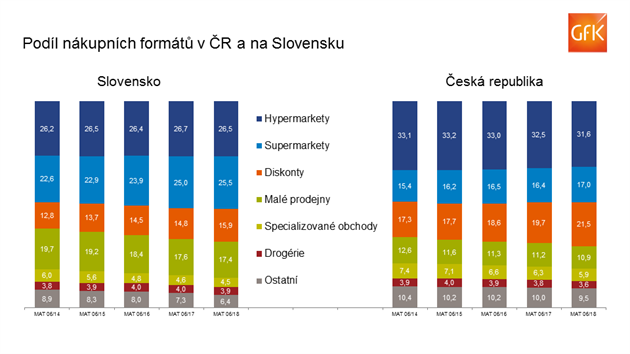 GfK
Podíl nákupních formátů v ČR a na Slovensku
Slovensko
Česká republika
26,2 26,5 26,4 26,7 26,5
22,6 22,9 23,9 25,0 25,5
12,8 13,7 14,5 14,8 15,9
19,7 19,2 18,4 17,6 17,4
6,0 5,6 4,8 4,6 4,5
3,8 3,9 4,0 4,0 3,9
8,9 8,3 8,0 7,3 6,4
MAT 06/14 MAT 06/15 MAT 06/16 MAT 06/17 MAT 06/18
Hypermarkety
Supermarkety
Diskonty
Malé prodejny
Specializované obchody
Drogérie
Ostatní
33,1 33,2 33,0 32,5 31,6
15,4 16,2 16,5 16,4 17,0
17,3 17,7 18,6 19,7 21,5
12,6 11,6 11,3 11,2 10,9
7,4 7,1 6,6 6,3 5,9
3,9 4,0 3,9 3,8 3,6
10,4 10,2 10,2 10,0 9,5
MAT 06/14 MAT 06/15 MAT 06/16 MAT 06/17 MAT 06/18